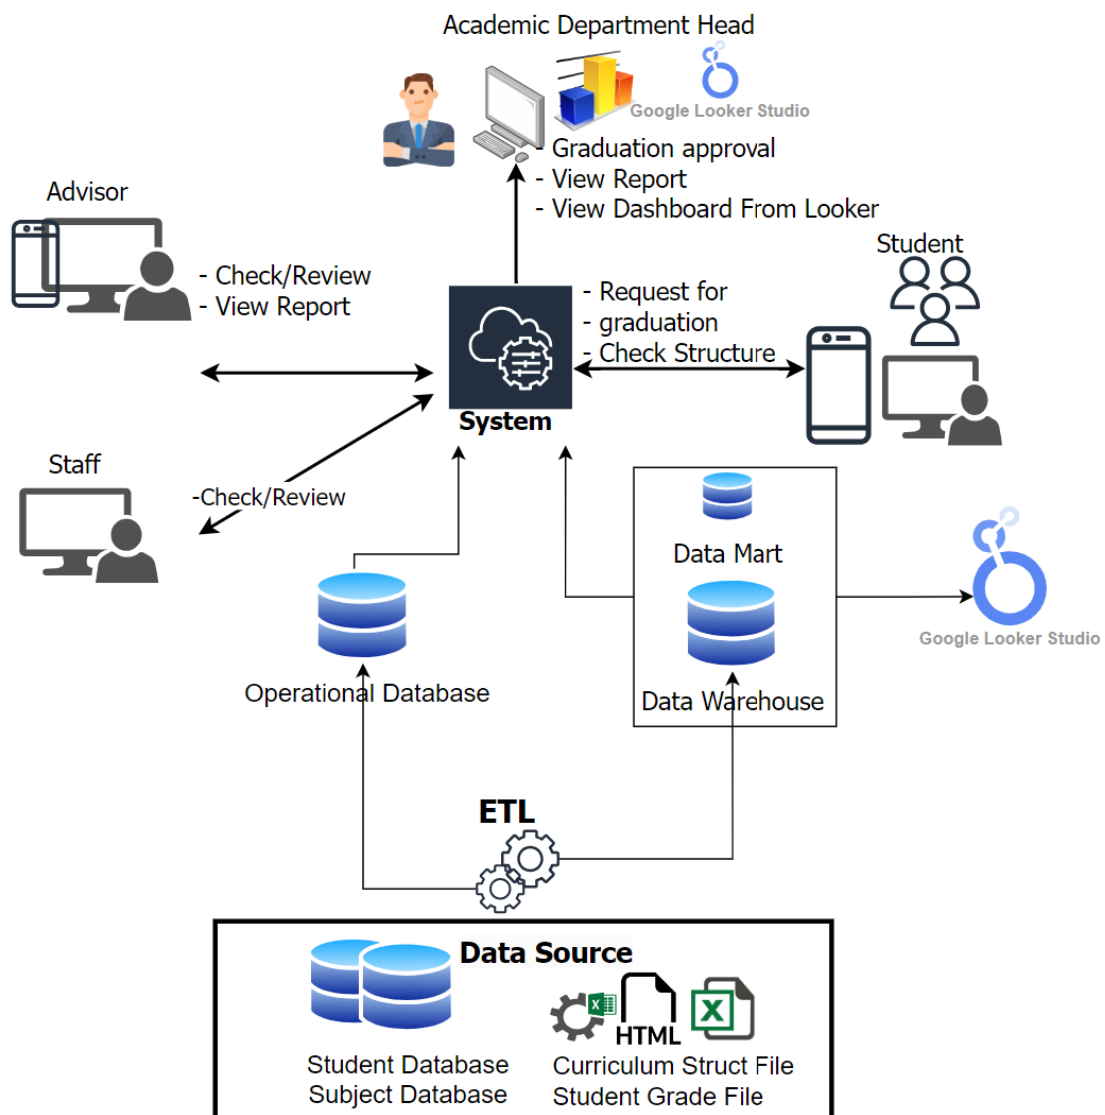 Academic Department Head
Google Looker Studio
- Graduation approval
- View Report
- View Dashboard From Looker
Advisor
- Check/Review
- View Report
Student
- Request for
- graduation
- Check Structure
System
Staff
-Check/Review
Data Mart
Data Warehouse
Google Looker Studio
Operational Database
ETL
Data Source
X
HTML
X
Student Database
Subject Database
Curriculum Struct File
Student Grade File